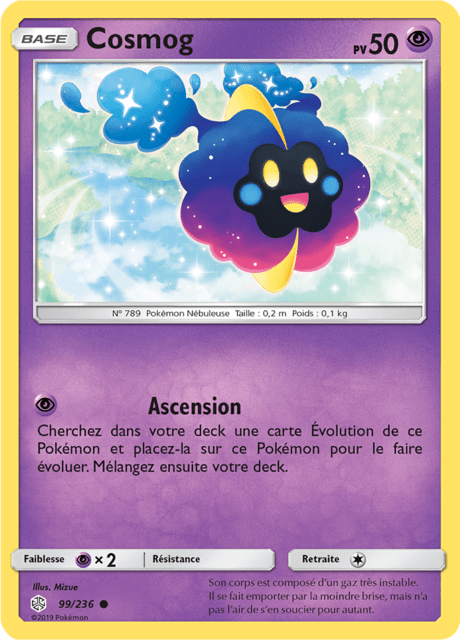 BASE Cosmog PV 50
N° 789 Pokémon Nébuleuse Taille : 0,2 m Poids : 0,1 kg
Ascension
Cherchez dans votre deck une carte Évolution de ce
Pokémon et placez-la sur ce Pokémon pour le faire
évoluer. Mélangez ensuite votre deck.
Faiblesse ×2 Résistance Retraite
Illus. Mizue
99/236
©2019 Pokémon
Son corps est composé d'un gaz très instable.
Il se fait emporter par la moindre brise, mais n'a
pas l'air de s'en soucier pour autant.